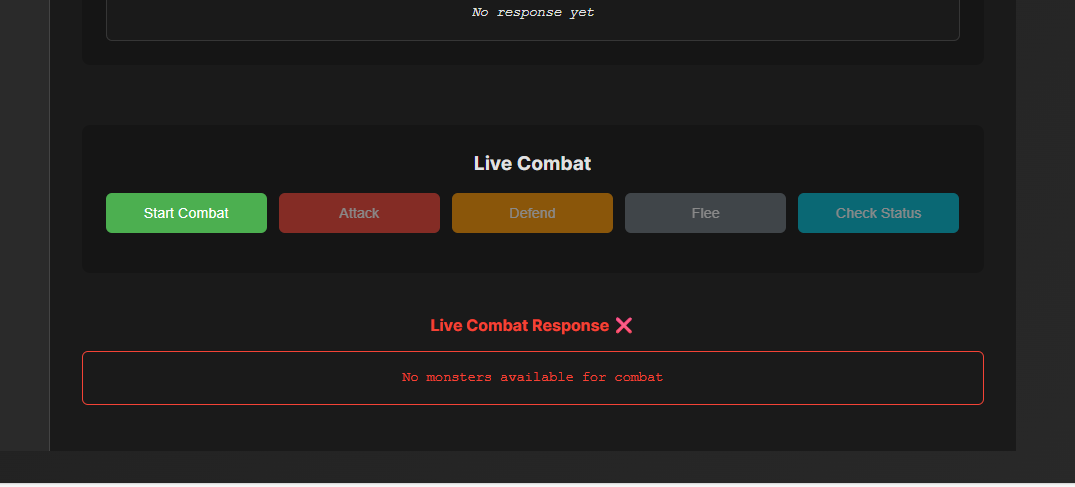 No response yet
Live Combat
Start Combat
Attack
Defend
Flee
Check Status
Live Combat Response ❌
No monsters available for combat